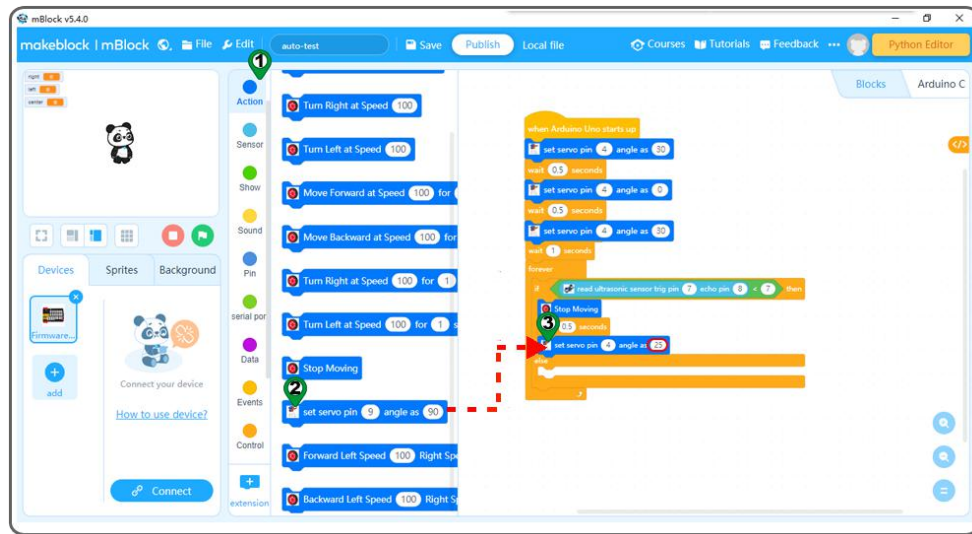 mBlock v5.4.0
makeblock | mBlock File Edit auto-test Save Publish Local file Courses Tutorials Feedback Python Editor
1
right
center
Action
Sensor
Show
Sound
Pin
serial por
Data
Events
Control
extension
Turn Right at Speed 100
Turn Left at Speed 100
Move Forward at Speed 100 for
Move Backward at Speed 100 for
Turn Right at Speed 100 for 1
Turn Left at Speed 100 for 1 s
Stop Moving
2
set servo pin 9 angle as 90
Forward Left Speed 100 Right Spe
Backward Left Speed 100 Right S
Blocks Arduino C
</>
when Arduino Uno starts up
set servo pin 4 angle as 30
wait 0.5 seconds
set servo pin 4 angle as 0
wait 0.5 seconds
set servo pin 4 angle as 30
wait 1 seconds
forever
if read ultrasonic sensor trig pin 7 echo pin 8 < 7 then
Stop Moving
3
0.5 seconds
set servo pin 4 angle as 25
else
Devices Sprites Background
Firmware...
add
Connect your device
How to use device?
Connect